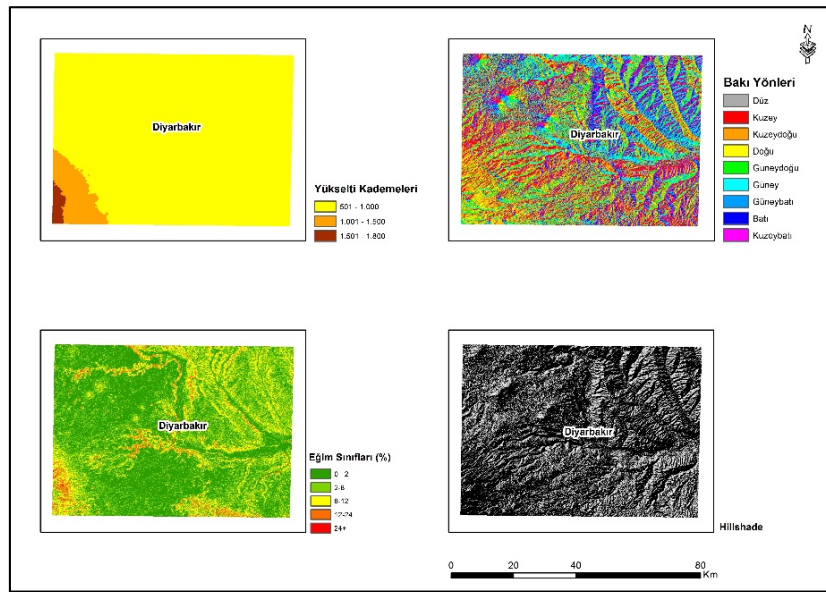 N
Diyarbakır
Yükselti Kademeleri
501 - 1.000
1.001 - 1.500
1.501 - 1.800
Diyarbakır
Bakı Yönleri
Düz
Kuzey
Kuzeydoğu
Doğu
Guneydoğu
Güney
Güneybatı
Batı
Kuzeybatı
Diyarbakır
Eğim Sınıfları (%)
0 - 2
2-8
8-12
12-24
24+
Diyarbakır
Hillshade
0 20 40 80
Km